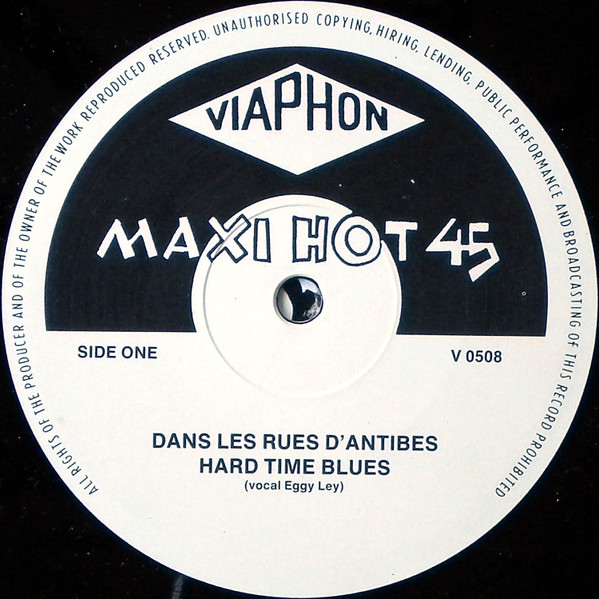 ALL RIGHTS OF THE PRODUCER AND OF THE OWNER OF THE WORK REPRODUCED RESERVED. UNAUTHORISED COPYING, HIRING, LENDING, PUBLIC PERFORMANCE AND BROADCASTING OF THIS RECORD PROHIBITED
VIAPHON
MAXI HOT 45
SIDE ONE
V 0508
DANS LES RUES D'ANTIBES
HARD TIME BLUES
(vocal Eggy Ley)